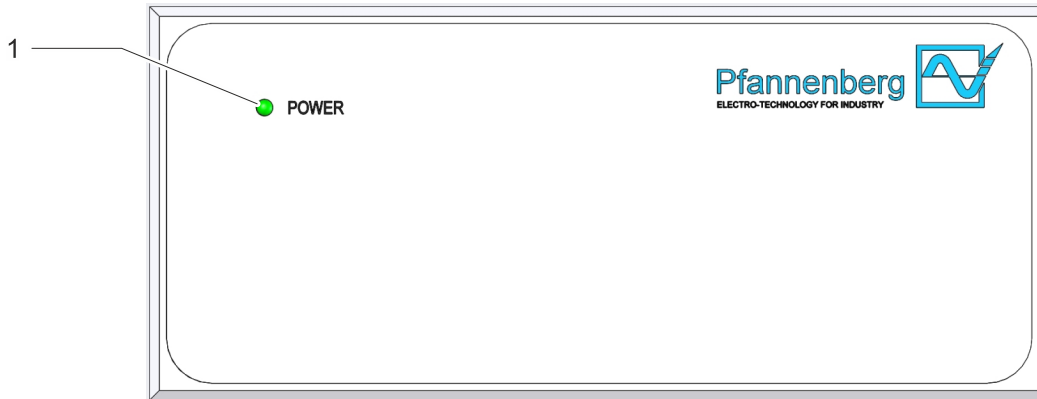 1
POWER
Pfannenberg
ELECTRO-TECHNOLOGY FOR INDUSTRY